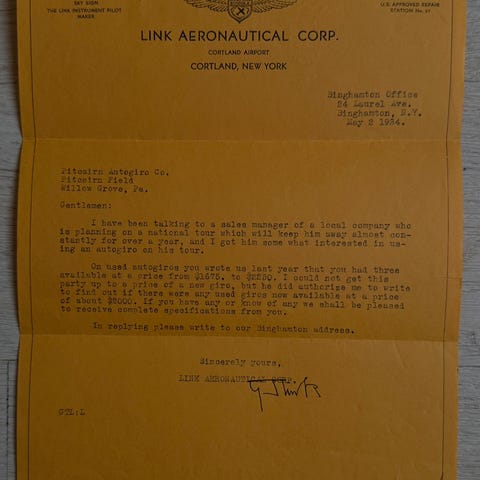 SKY SIGN
THE LINK INSTRUMENT PILOT
MAKER
U.S. APPROVED REPAIR
STATION No. 57
LINK AERONAUTICAL CORP.
CORTLAND AIRPORT
CORTLAND, NEW YORK
Binghamton Office
24 Laurel Ave.
Binghamton, N.Y.
May 2 1934.
Pitcairn Autogiro Co.
Pitcairn Field
Willow Grove, Pa.
Gentlemen:
I have been talking to a sales manager of a local company who
is planning on a national tour which will keep him away almost con-
stantly for over a year, and I got him some what interested in us-
ing an autogiro on his tour.
On used autogiros you wrote us last year that you had three
available at a price from $1675. to $2250. I could not get this
party up to a price of a new giro, but he did authorize me to write
to find out if there were any used giros now available at a price
of about $2000. If you have any or know of any we shall be pleased
to receive complete specifications from you.
In replying please write to our Binghamton address.
Sincerely yours,
LINK AERONAUTICAL CORP.
GTL:L